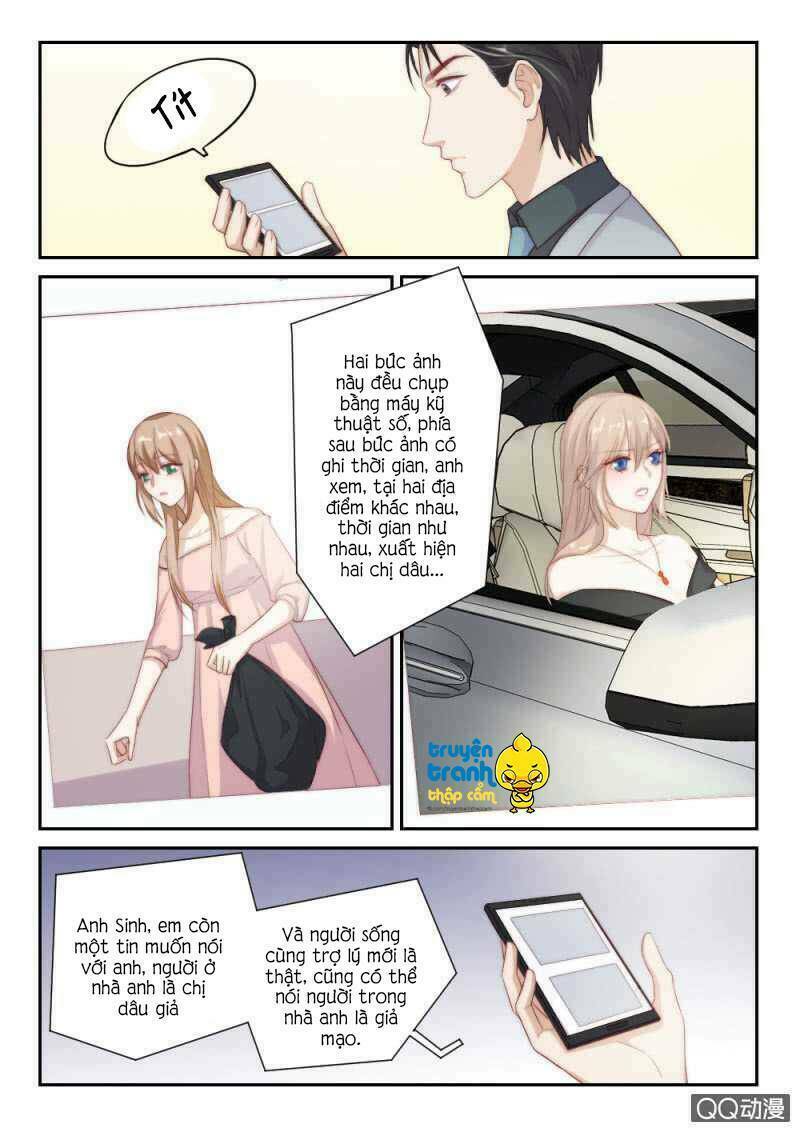 Tít
Hai bức ảnh
này đều chụp
bằng máy kỹ
thuật số, phía
sau bức ảnh có
ghi thời gian, anh
xem, tại hai địa
điểm khác nhau,
thời gian như
nhau, xuất hiện
hai chị dâu...
truyện
tranh
thập cẩm
Anh Sinh, em còn
một tin muốn nói
với anh, người ở
nhà anh là chị
dâu giả
Và người sống
cùng trợ lý mới là
thật, cũng có thể
nói người trong
nhà anh là giả
mạo.
QQ动漫